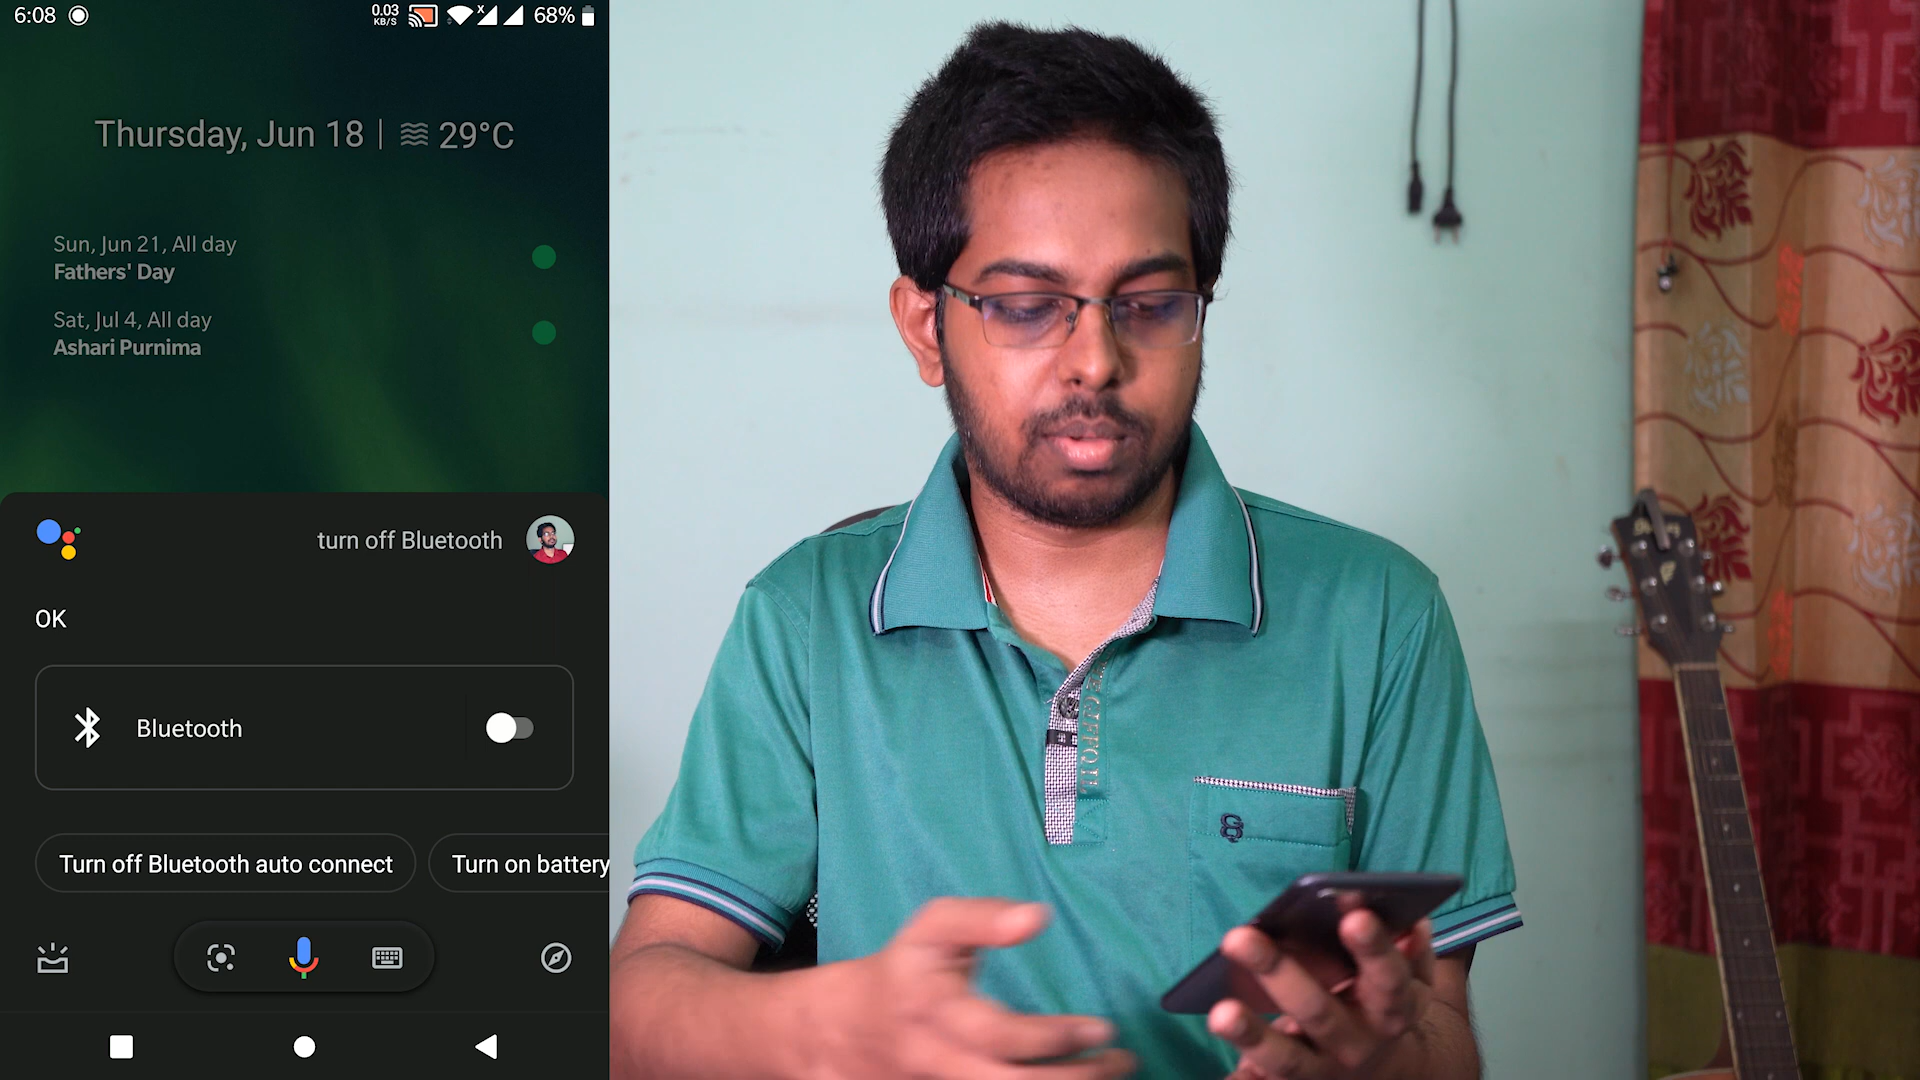 6:08
0.03
KB/S
68%
Thursday, Jun 18 | 29°C
Sun, Jun 21, All day
Fathers' Day
Sat, Jul 4, All day
Ashari Purnima
turn off Bluetooth
OK
Bluetooth
Turn off Bluetooth auto connect
Turn on battery